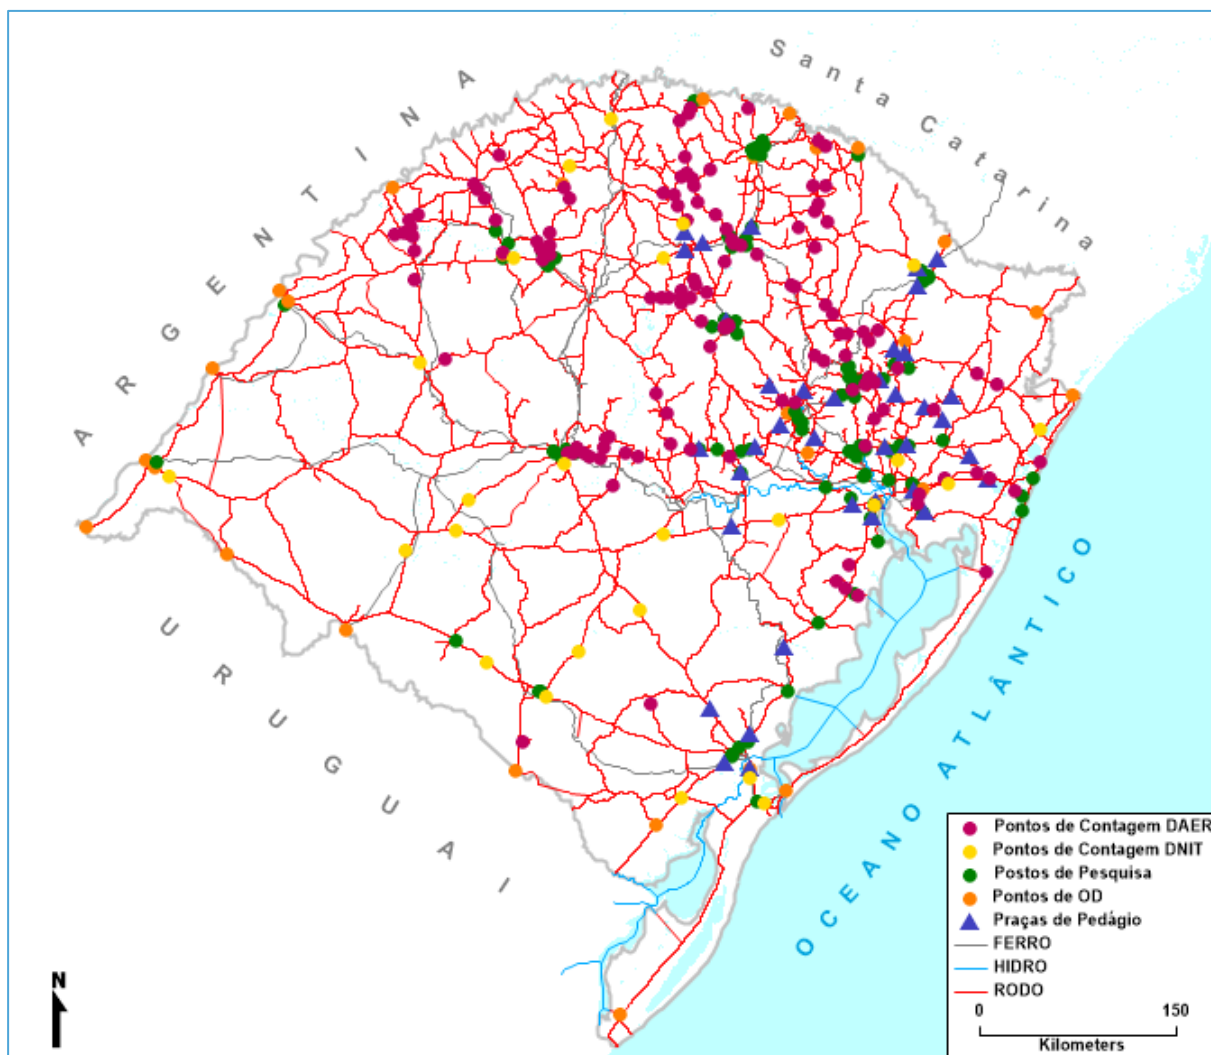 Santa Catarina
ARGENTINA
URUGUAI
OCEANO ATLÂNTICO
Pontos de Contagem DAER
Pontos de Contagem DNIT
Postos de Pesquisa
Pontos de OD
Praças de Pedágio
FERRO
HIDRO
RODO
0 150
Kilometers
N